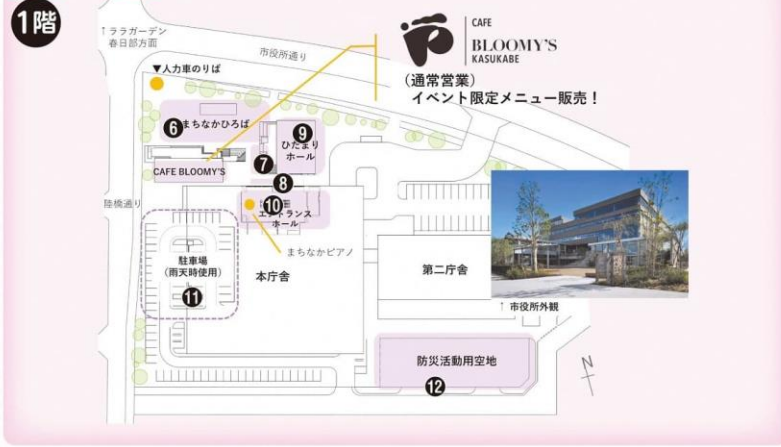 1階
↑ ララガーデン
春日部方面
市役所通り
CAFE
BLOOMY'S
KASUKABE
(通常営業)
イベント限定メニュー販売！
▼人力車のりば
6 まちなかひろば
9
ひだまり
ホール
7
CAFE BLOOMY'S
8
陸橋通り
10
エントランス
ホール
まちなかピアノ
駐車場
(雨天時使用)
11
本庁舎
第二庁舎
↑ 市役所外観
防災活動用空地
12
N